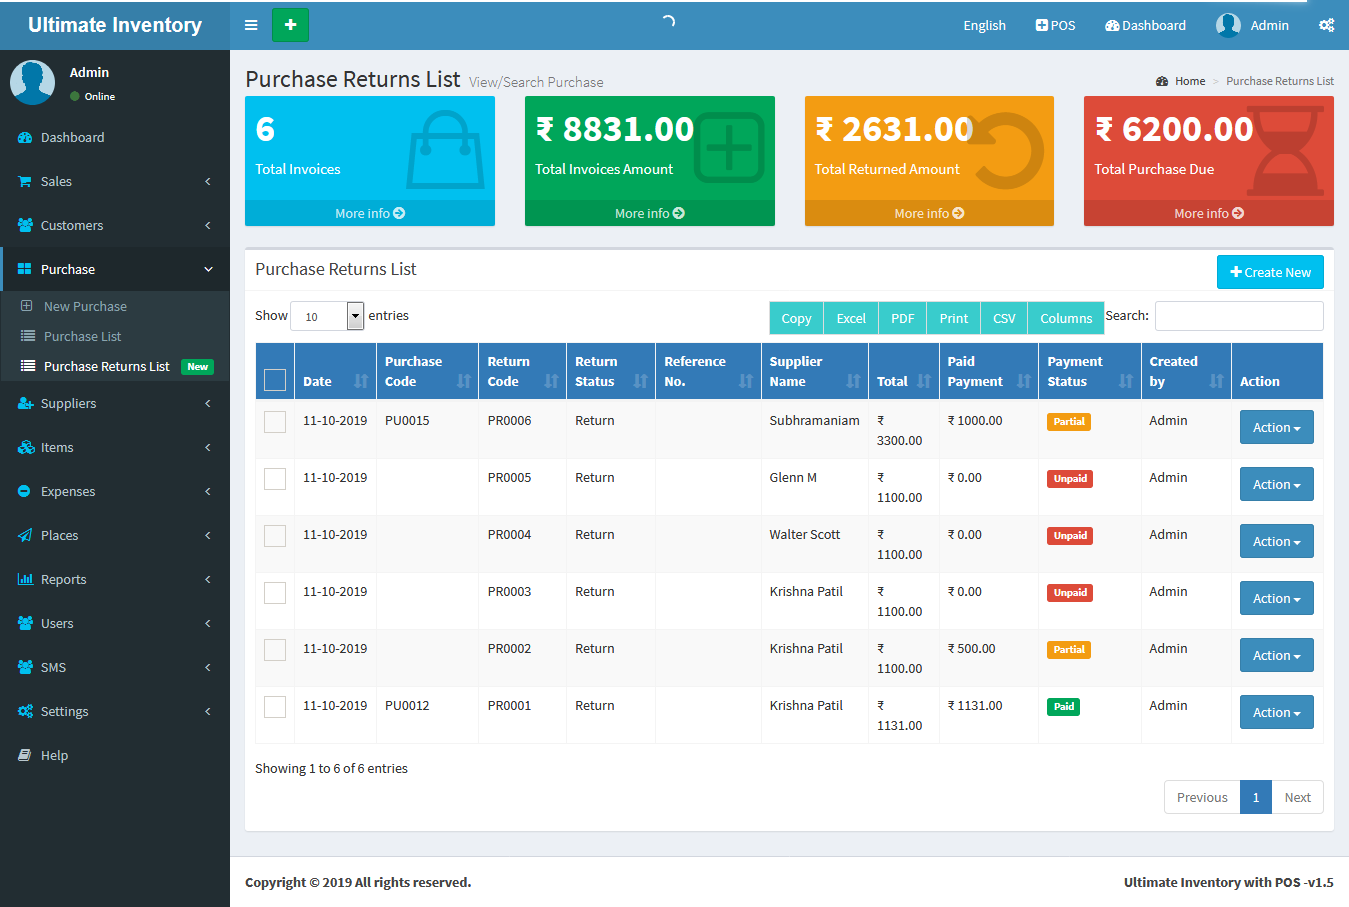 Ultimate Inventory
English POS Dashboard Admin
Admin
Online
Dashboard
Sales
Customers
Purchase
New Purchase
Purchase List
Purchase Returns List New
Suppliers
Items
Expenses
Places
Reports
Users
SMS
Settings
Help
Purchase Returns List View/Search Purchase
Home > Purchase Returns List
6
Total Invoices
More info
₹ 8831.00
Total Invoices Amount
More info
₹ 2631.00
Total Returned Amount
More info
₹ 6200.00
Total Purchase Due
More info
Purchase Returns List
Create New
Show 10 entries
Copy Excel PDF Print CSV Columns Search:
Date Purchase Code Return Code Return Status Reference No. Supplier Name Total Paid Payment Payment Status Created by Action
11-10-2019 PU0015 PR0006 Return Subhramaniam ₹ 3300.00 ₹ 1000.00 Partial Admin Action
11-10-2019 PR0005 Return Glenn M ₹ 1100.00 ₹ 0.00 Unpaid Admin Action
11-10-2019 PR0004 Return Walter Scott ₹ 1100.00 ₹ 0.00 Unpaid Admin Action
11-10-2019 PR0003 Return Krishna Patil ₹ 1100.00 ₹ 0.00 Unpaid Admin Action
11-10-2019 PR0002 Return Krishna Patil ₹ 1100.00 ₹ 500.00 Partial Admin Action
11-10-2019 PU0012 PR0001 Return Krishna Patil ₹ 1131.00 ₹ 1131.00 Paid Admin Action
Showing 1 to 6 of 6 entries
Previous 1 Next
Copyright © 2019 All rights reserved.
Ultimate Inventory with POS -v1.5